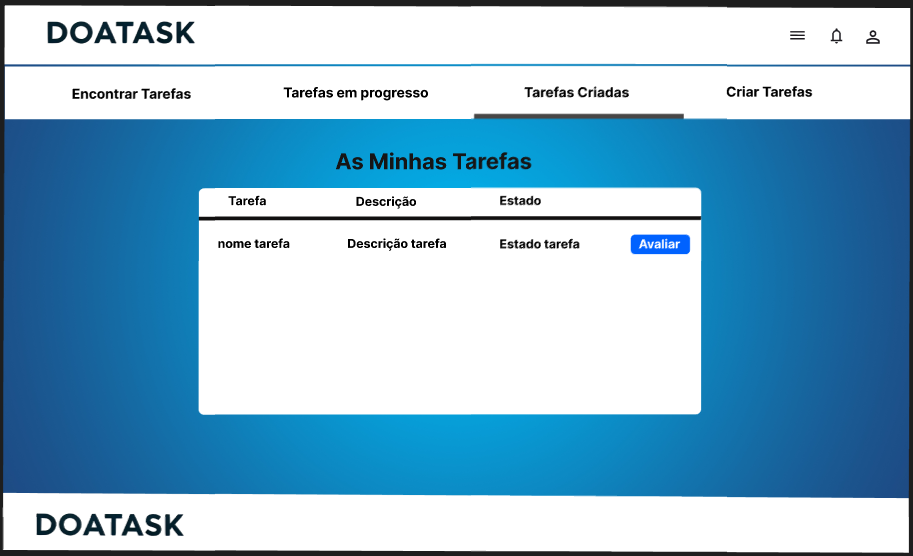 DOATASK
Encontrar Tarefas Tarefas em progresso Tarefas Criadas Criar Tarefas
As Minhas Tarefas
Tarefa Descrição Estado
nome tarefa Descrição tarefa Estado tarefa Avaliar
DOATASK